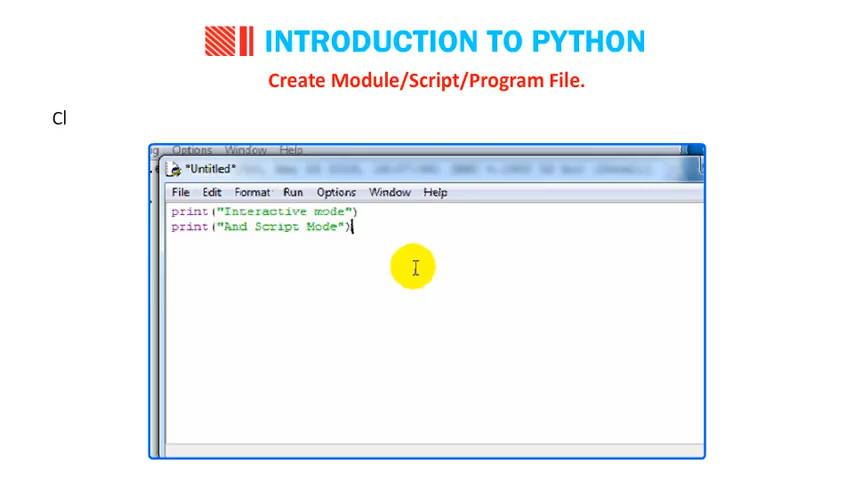 INTRODUCTION TO PYTHON
Create Module/Script/Program File.
Cl
Options Window Help
*Untitled*
File Edit Format Run Options Window Help
print("Interactive mode")
print("And Script Mode")